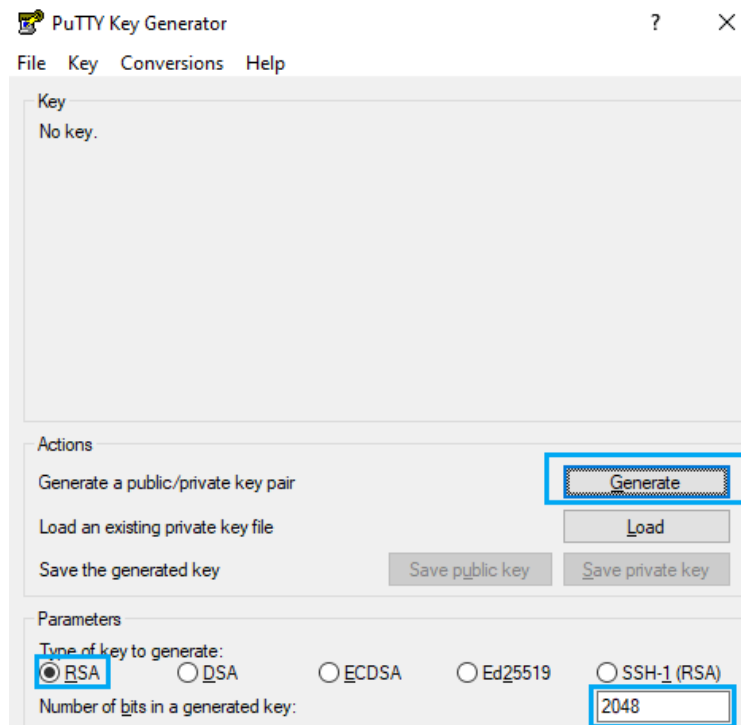 PuTTY Key Generator ?
File Key Conversions Help
Key
No key.
Actions
Generate a public/private key pair Generate
Load an existing private key file Load
Save the generated key Save public key Save private key
Parameters
Type of key to generate:
RSA DSA ECDSA Ed25519 SSH-1 (RSA)
Number of bits in a generated key: 2048